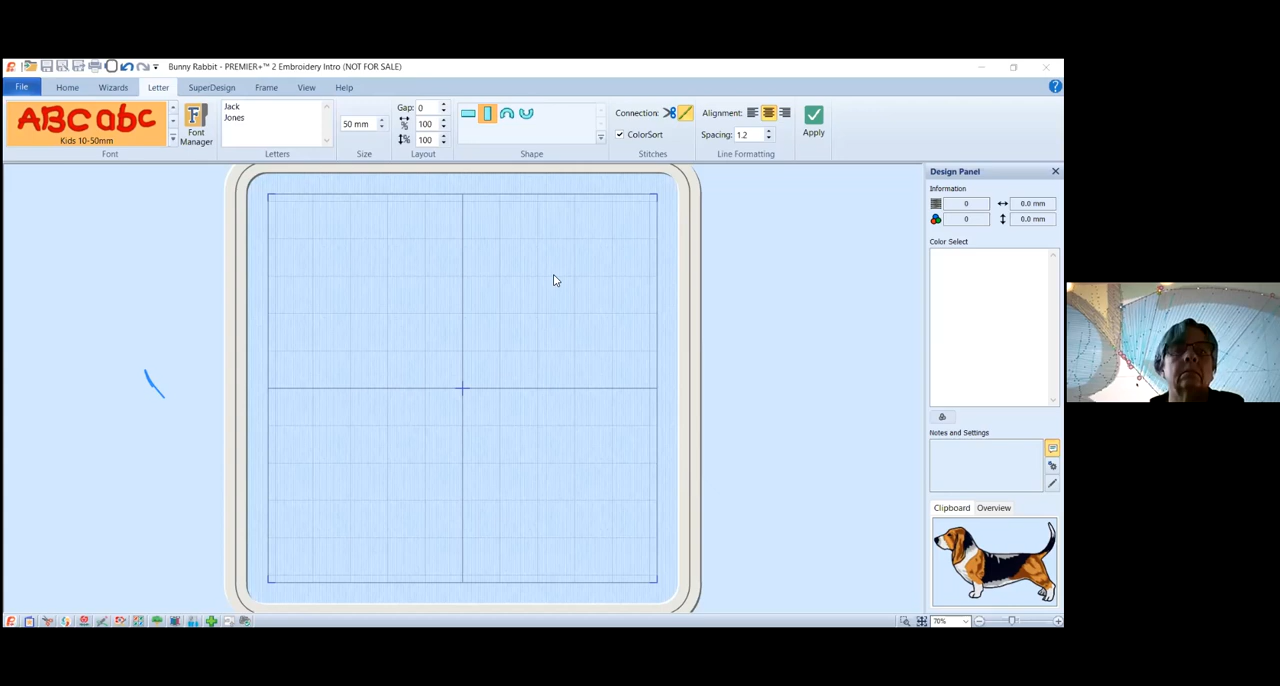 Bunny Rabbit - PREMIER+™ 2 Embroidery Intro (NOT FOR SALE)
File Home Wizards Letter SuperDesign Frame View Help
ABC abc
Kids 10-50mm
Font
Font
Manager
Jack
Jones
Letters
50 mm
Size
Gap: 0
% 100
% 100
Layout
Shape
Connection:
ColorSort
Stitches
Alignment:
Spacing: 1.2
Line Formatting
Apply
Design Panel
Information
0 0.0 mm
0 0.0 mm
Color Select
Notes and Settings
Clipboard Overview
70%